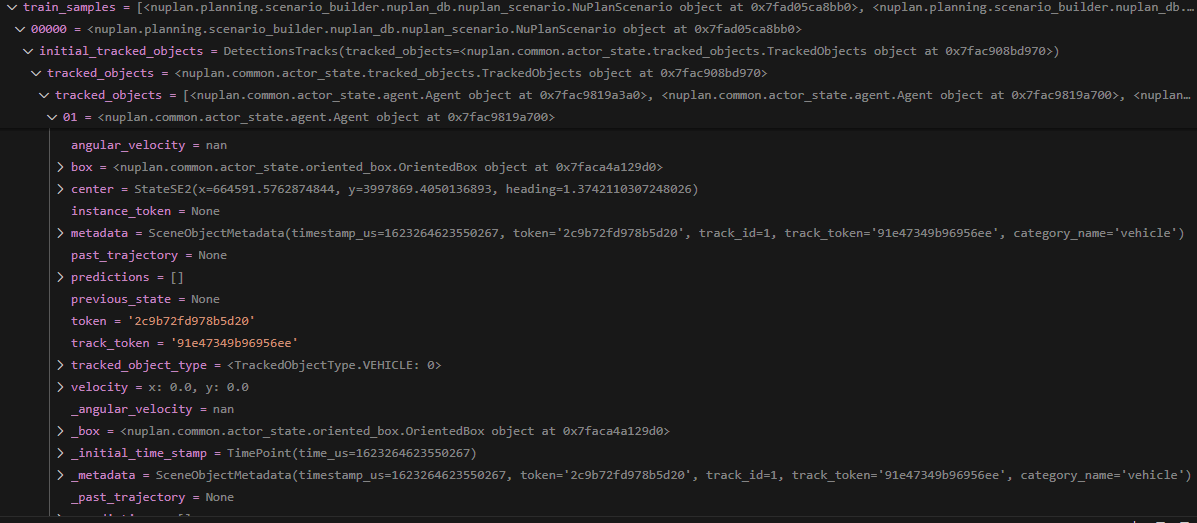 train_samples = [<nuplan.planning.scenario_builder.nuplan_db.nuplan_scenario.NuPlanScenario object at 0x7fad05ca8bb0>, <nuplan.planning.scenario_builder.nuplan_db.…
00000 = <nuplan.planning.scenario_builder.nuplan_db.nuplan_scenario.NuPlanScenario object at 0x7fad05ca8bb0>
initial_tracked_objects = DetectionsTracks(tracked_objects=<nuplan.common.actor_state.tracked_objects.TrackedObjects object at 0x7fac908bd970>)
tracked_objects = <nuplan.common.actor_state.tracked_objects.TrackedObjects object at 0x7fac908bd970>
tracked_objects = [<nuplan.common.actor_state.agent.Agent object at 0x7fac9819a3a0>, <nuplan.common.actor_state.agent.Agent object at 0x7fac9819a700>, <nuplan…
01 = <nuplan.common.actor_state.agent.Agent object at 0x7fac9819a700>
angular_velocity = nan
box = <nuplan.common.actor_state.oriented_box.OrientedBox object at 0x7faca4a129d0>
center = StateSE2(x=664591.5762874844, y=3997869.4050136893, heading=1.3742110307248026)
instance_token = None
metadata = SceneObjectMetadata(timestamp_us=1623264623550267, token='2c9b72fd978b5d20', track_id=1, track_token='91e47349b96956ee', category_name='vehicle')
past_trajectory = None
predictions = []
previous_state = None
token = '2c9b72fd978b5d20'
track_token = '91e47349b96956ee'
tracked_object_type = <TrackedObjectType.VEHICLE: 0>
velocity = x: 0.0, y: 0.0
_angular_velocity = nan
_box = <nuplan.common.actor_state.oriented_box.OrientedBox object at 0x7faca4a129d0>
_initial_time_stamp = TimePoint(time_us=1623264623550267)
_metadata = SceneObjectMetadata(timestamp_us=1623264623550267, token='2c9b72fd978b5d20', track_id=1, track_token='91e47349b96956ee', category_name='vehicle')
_past_trajectory = None